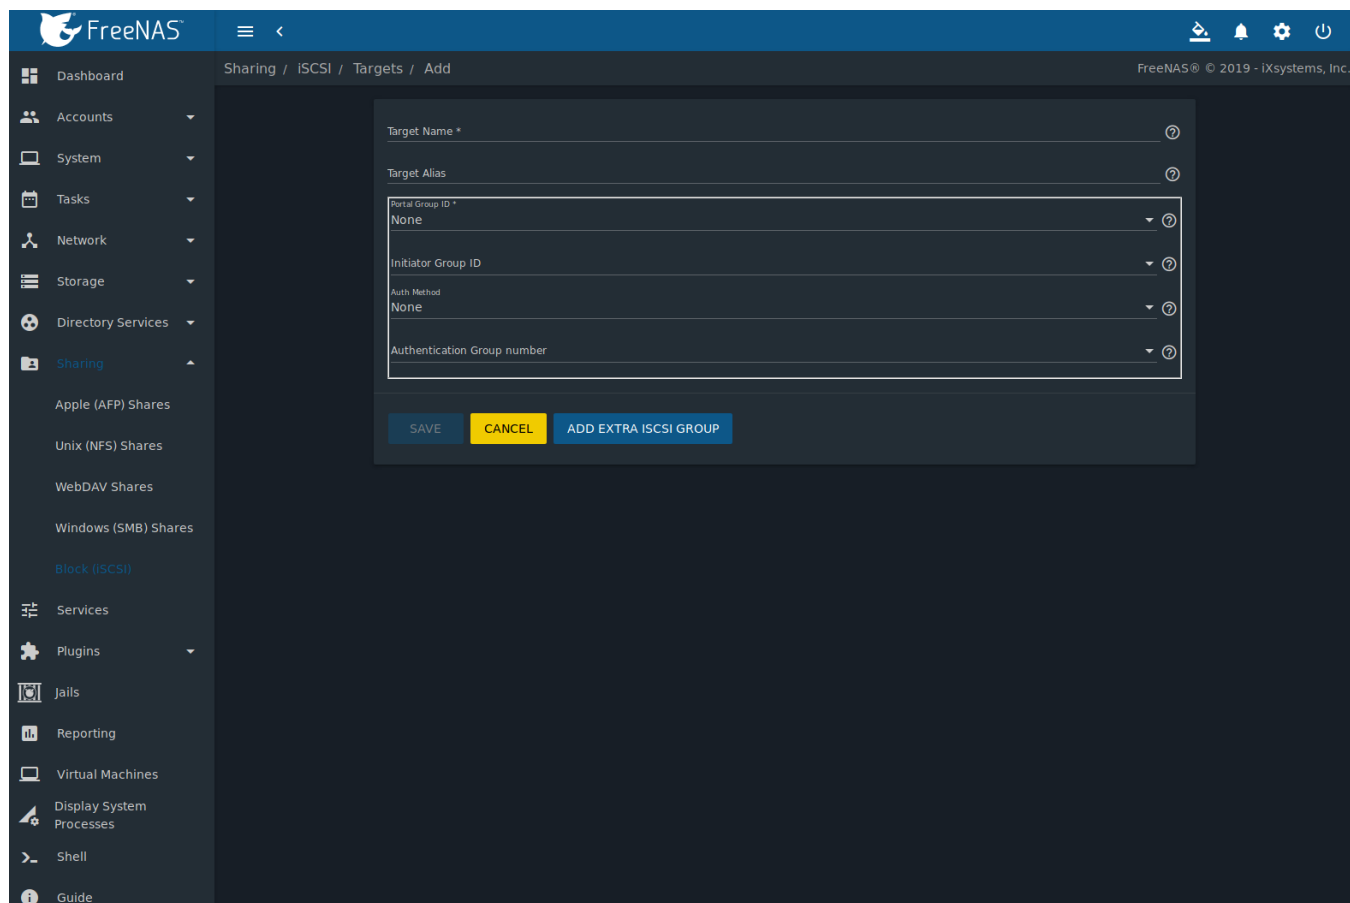 FreeNAS™
Sharing / iSCSI / Targets / Add
FreeNAS® © 2019 - iXsystems, Inc.
Dashboard
Accounts
System
Tasks
Network
Storage
Directory Services
Sharing
Apple (AFP) Shares
Unix (NFS) Shares
WebDAV Shares
Windows (SMB) Shares
Block (iSCSI)
Services
Plugins
Jails
Reporting
Virtual Machines
Display System
Processes
Shell
Guide
Target Name *
Target Alias
Portal Group ID *
None
Initiator Group ID
Auth Method
None
Authentication Group number
SAVE
CANCEL
ADD EXTRA ISCSI GROUP